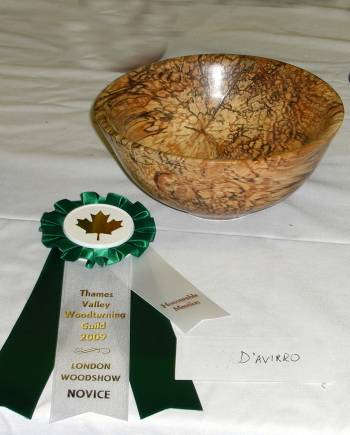 Thames
Valley
Woodturning
Guild
2009
LONDON
WOODSHOW
NOVICE
Honourable
Mention
D'AVIRRO